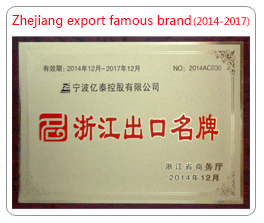 Zhejiang export famous brand (2014-2017)
有效期：2014年12月-2017年12月 NO：2014AC030
宁波亿泰控股有限公司
浙江出口名牌
浙江省商务厅
2014年12月